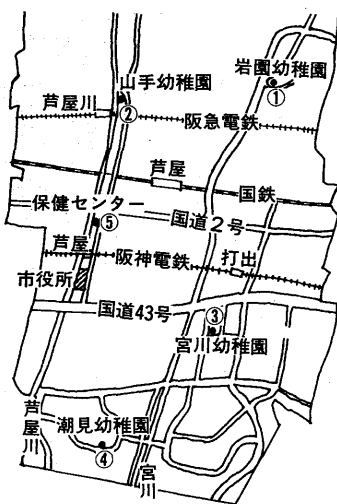 山手幼稚園
岩園幼稚園
①
芦屋川
②
阪急電鉄
芦屋
国鉄
保健センター
国道2号
⑤
芦屋
阪神電鉄
打出
市役所
国道43号
③
宮川幼稚園
芦屋川
潮見幼稚園
④
宮川